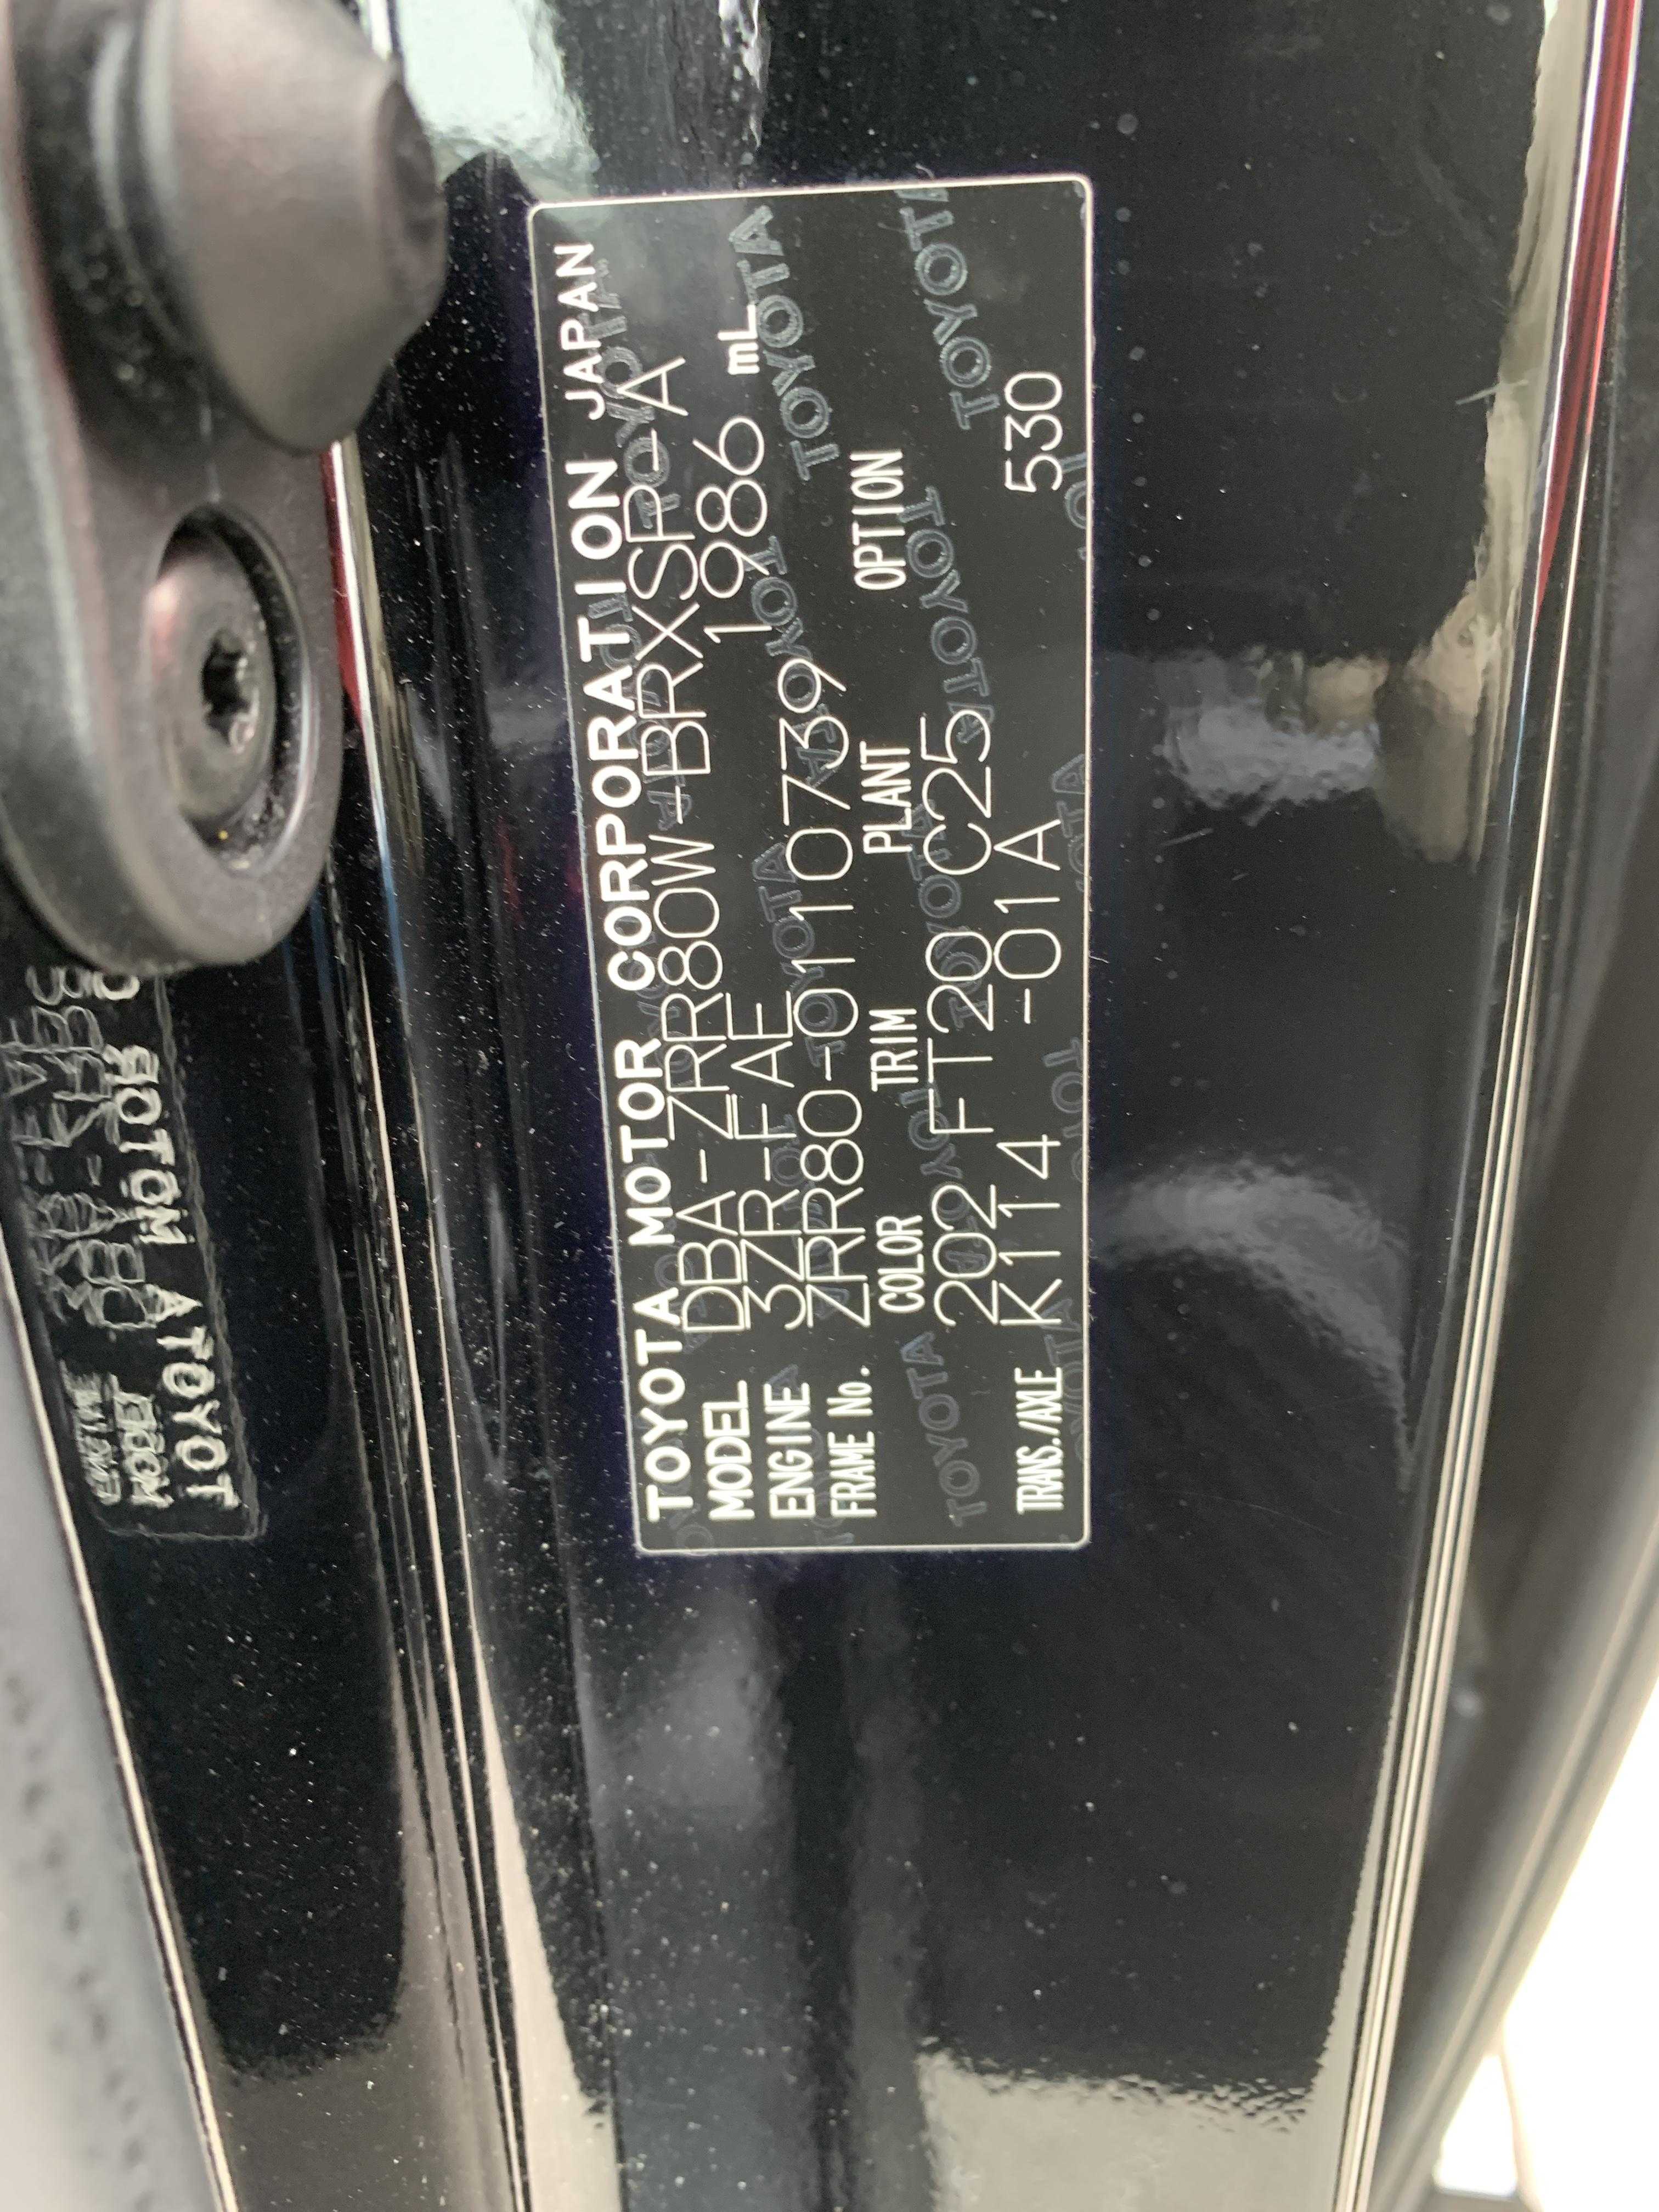 TOYOTA MOTOR CORPORATION JAPAN
MODEL DBA-ZRR80W-BRXSP-A
ENGINE 3ZR-FAE 1986 mL
FRAME No. ZRR80-0110739
COLOR TRIM PLANT OPTION
202 FT20 C25
TRANS./AXLE K114 -01A 530